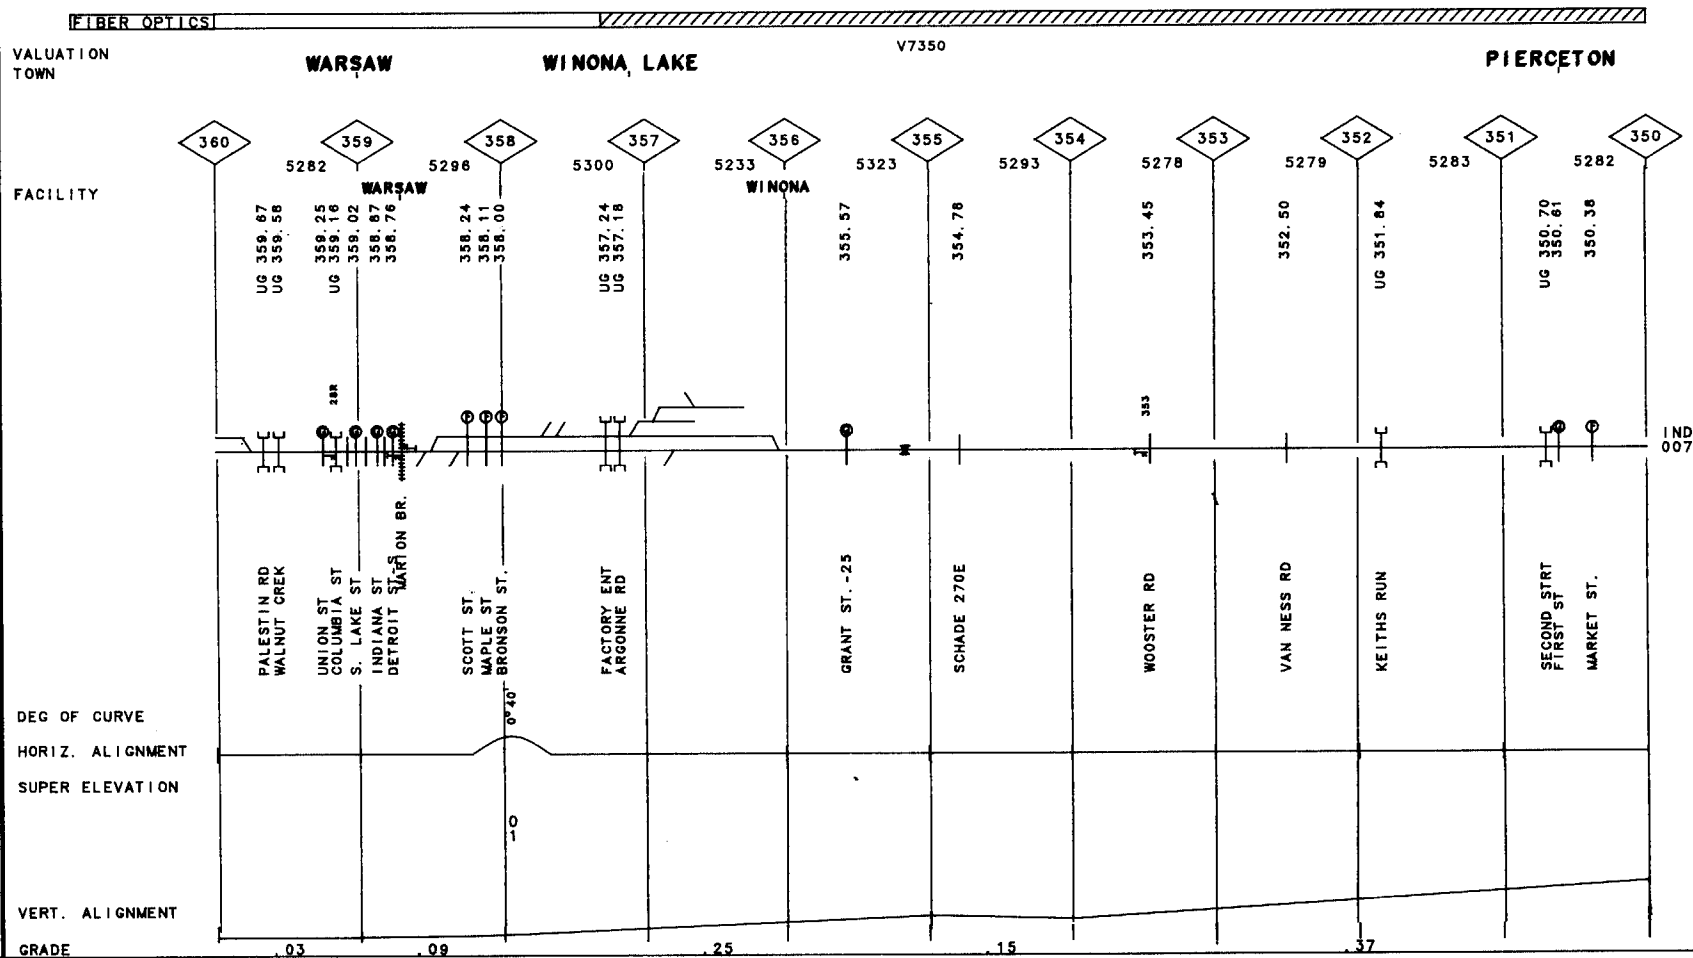 FIBER OPTICS
VALUATION V7350
TOWN WARSAW WINONA LAKE PIERCETON
360 359 358 357 356 355 354 353 352 351 350
5282 5296 5300 5233 5323 5293 5278 5279 5283 5282
FACILITY WARSAW WINONA
UG 359.67
UG 359.58
359.25
UG 359.16
359.02
358.87
358.76
358.24
358.11
358.00
UG 357.24
UG 357.18
355.57
354.78
353.45
352.50
UG 351.84
UG 350.70
350.61
350.38
28R
353
IND
007
MARION BR.
PALESTIN RD
WALNUT CREK
UNION ST
COLUMBIA ST
S. LAKE ST
INDIANA ST
DETROIT ST-S
SCOTT ST.
MAPLE ST
BRONSON ST.
FACTORY ENT
ARGONNE RD
GRANT ST.-25
SCHADE 270E
WOOSTER RD
VAN NESS RD
KEITHS RUN
SECOND STRT
FIRST ST
MARKET ST.
DEG OF CURVE 0°40'
HORIZ. ALIGNMENT
SUPER ELEVATION
0
1
VERT. ALIGNMENT
GRADE .03 .09 .25 .15 .37